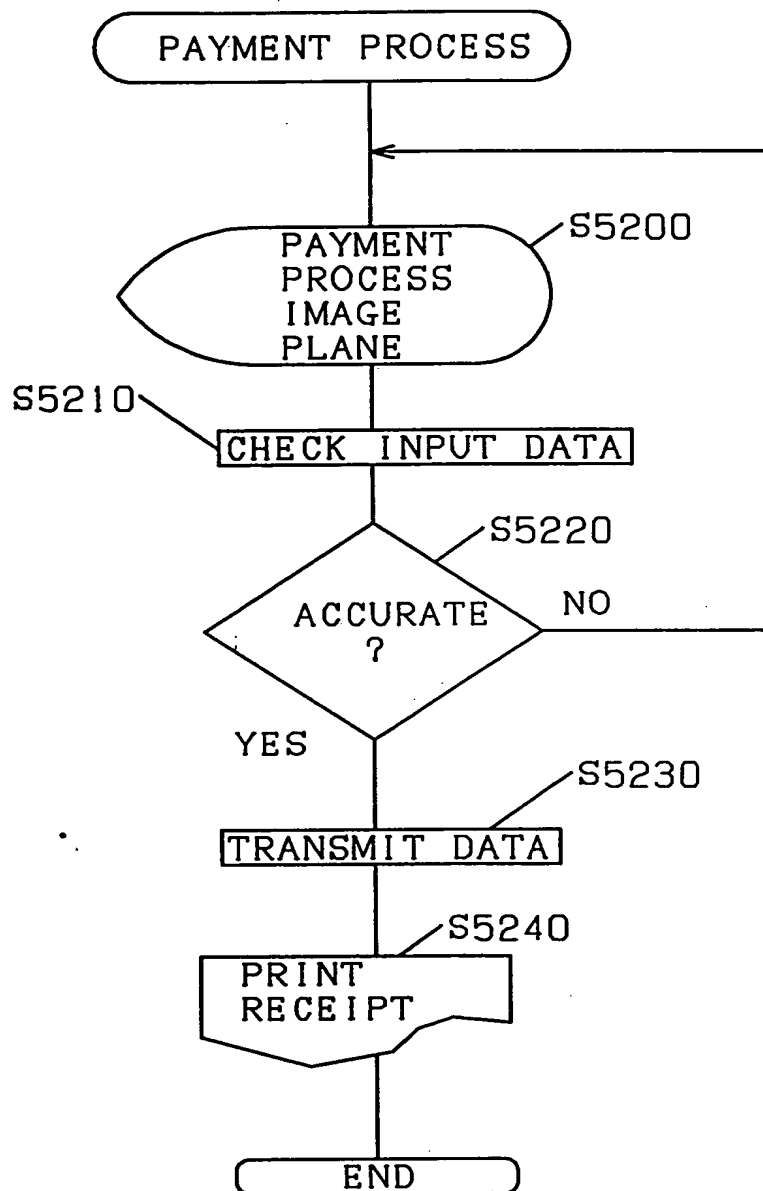 PAYMENT PROCESS
S5200
PAYMENT
PROCESS
IMAGE
PLANE
S5210
CHECK INPUT DATA
S5220
ACCURATE
?
NO
YES
S5230
TRANSMIT DATA
S5240
PRINT
RECEIPT
END